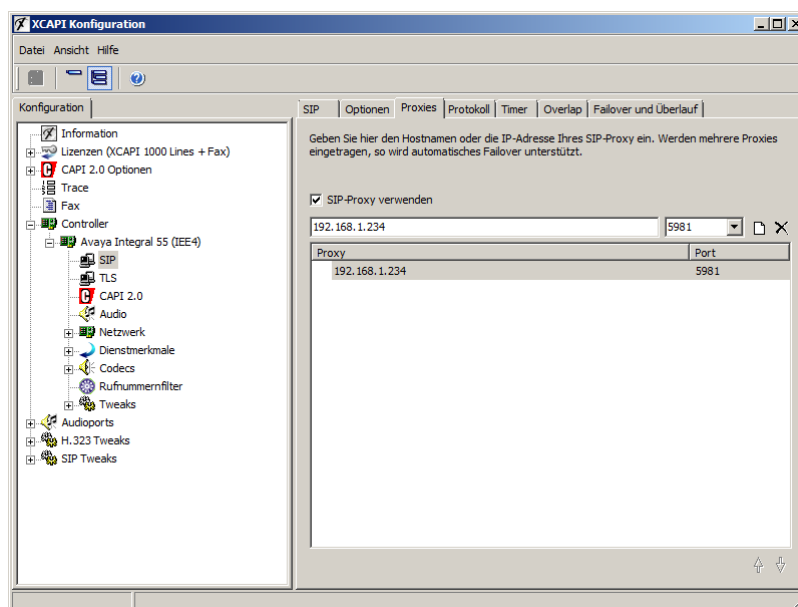 XCAPI Konfiguration
Datei Ansicht Hilfe
Konfiguration
Information
Lizenzen (XCAPI 1000 Lines + Fax)
CAPI 2.0 Optionen
Trace
Fax
Controller
Avaya Integral 55 (IEE4)
SIP
TLS
CAPI 2.0
Audio
Netzwerk
Dienstmerkmale
Codecs
Rufnummernfilter
Tweaks
Audioports
H.323 Tweaks
SIP Tweaks
SIP Optionen Proxies Protokoll Timer Overlap Failover und Überlauf
Geben Sie hier den Hostnamen oder die IP-Adresse Ihres SIP-Proxy ein. Werden mehrere Proxies
eingetragen, so wird automatisches Failover unterstützt.
SIP-Proxy verwenden
192.168.1.234 5981
Proxy Port
192.168.1.234 5981